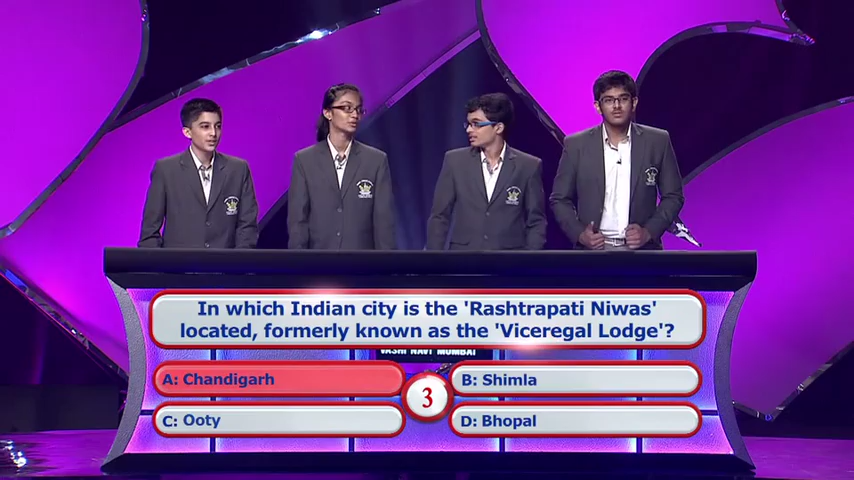 In which Indian city is the 'Rashtrapati Niwas'
located, formerly known as the 'Viceregal Lodge'?
VASHI NAVI MUMBAI
A: Chandigarh
B: Shimla
3
C: Ooty
D: Bhopal